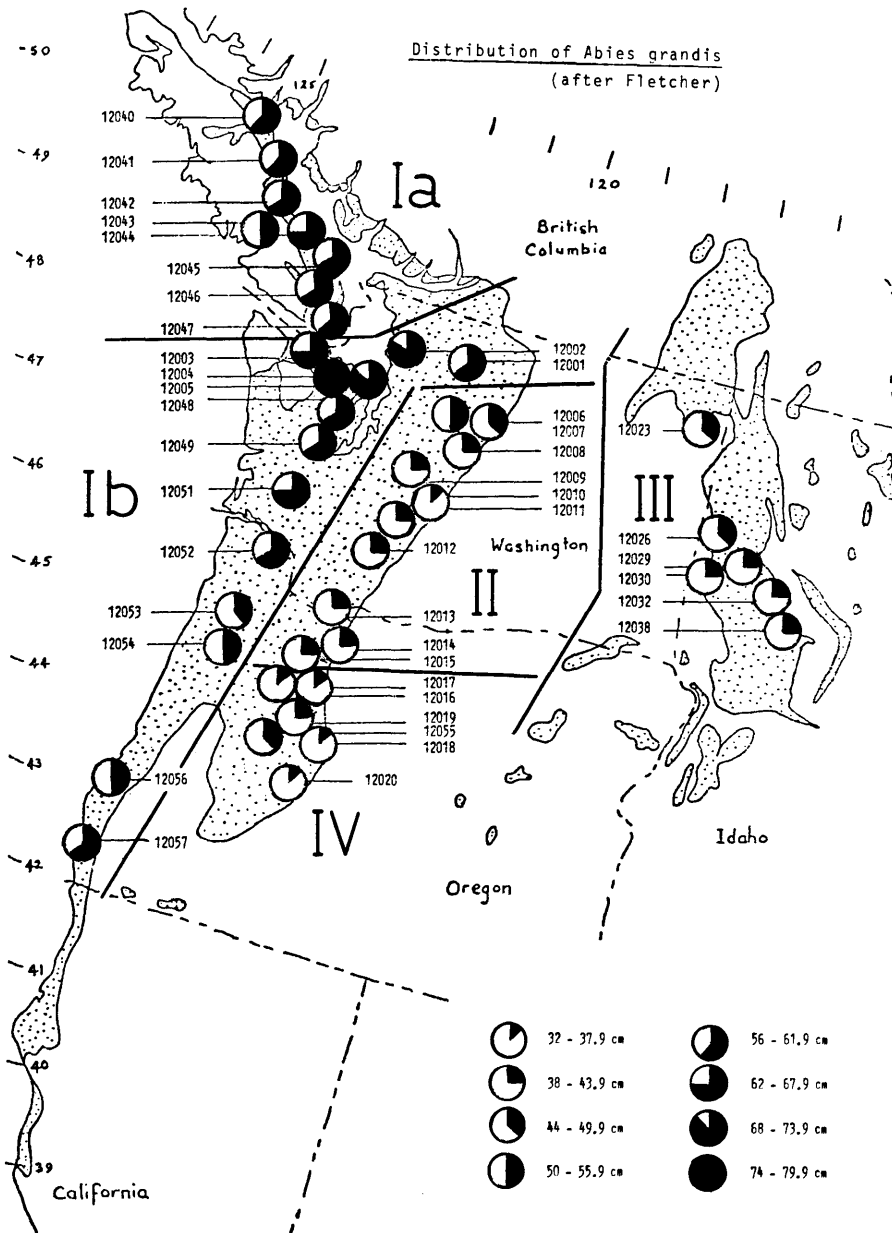 Distribution of Abies grandis
(after Fletcher)
50
125
12040
49
12041
120
12042
Ia
12043
12044
British
Columbia
48
12045
12046
12047
47
12003
12002
12004
12001
12005
12048
12006
12007
12023
12049
12008
46
12009
III
Ib
12051
12010
12011
12026
45
12052
12012
Washington
12029
12030
II
12032
12053
12013
12038
12054
12014
44
12015
12017
12016
12019
12055
43
12018
12056
12020
IV
Idaho
12057
42
Oregon
41
32 - 37.9 cm
56 - 61.9 cm
40
38 - 43.9 cm
62 - 67.9 cm
44 - 49.9 cm
68 - 73.9 cm
39
50 - 55.9 cm
74 - 79.9 cm
California